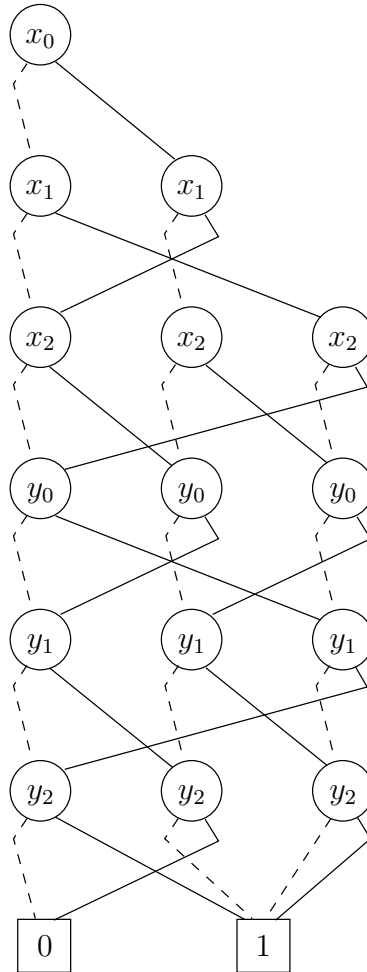 x₀
x₁ x₁
x₂ x₂ x₂
y₀ y₀ y₀
y₁ y₁ y₁
y₂ y₂ y₂
0 1